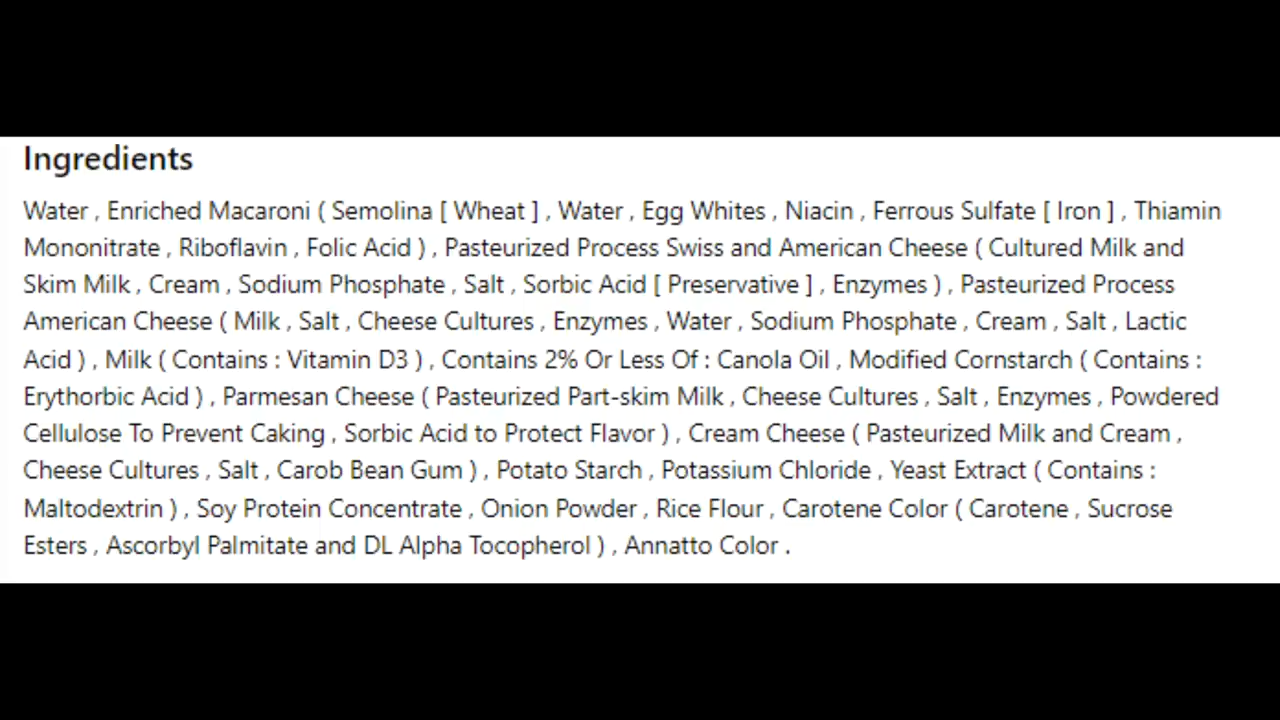 Ingredients
Water , Enriched Macaroni ( Semolina [ Wheat ] , Water , Egg Whites , Niacin , Ferrous Sulfate [ Iron ] , Thiamin
Mononitrate , Riboflavin , Folic Acid ) , Pasteurized Process Swiss and American Cheese ( Cultured Milk and
Skim Milk , Cream , Sodium Phosphate , Salt , Sorbic Acid [ Preservative ] , Enzymes ) , Pasteurized Process
American Cheese ( Milk , Salt , Cheese Cultures , Enzymes , Water , Sodium Phosphate , Cream , Salt , Lactic
Acid ) , Milk ( Contains : Vitamin D3 ) , Contains 2% Or Less Of : Canola Oil , Modified Cornstarch ( Contains :
Erythorbic Acid ) , Parmesan Cheese ( Pasteurized Part-skim Milk , Cheese Cultures , Salt , Enzymes , Powdered
Cellulose To Prevent Caking , Sorbic Acid to Protect Flavor ) , Cream Cheese ( Pasteurized Milk and Cream ,
Cheese Cultures , Salt , Carob Bean Gum ) , Potato Starch , Potassium Chloride , Yeast Extract ( Contains :
Maltodextrin ) , Soy Protein Concentrate , Onion Powder , Rice Flour , Carotene Color ( Carotene , Sucrose
Esters , Ascorbyl Palmitate and DL Alpha Tocopherol ) , Annatto Color .